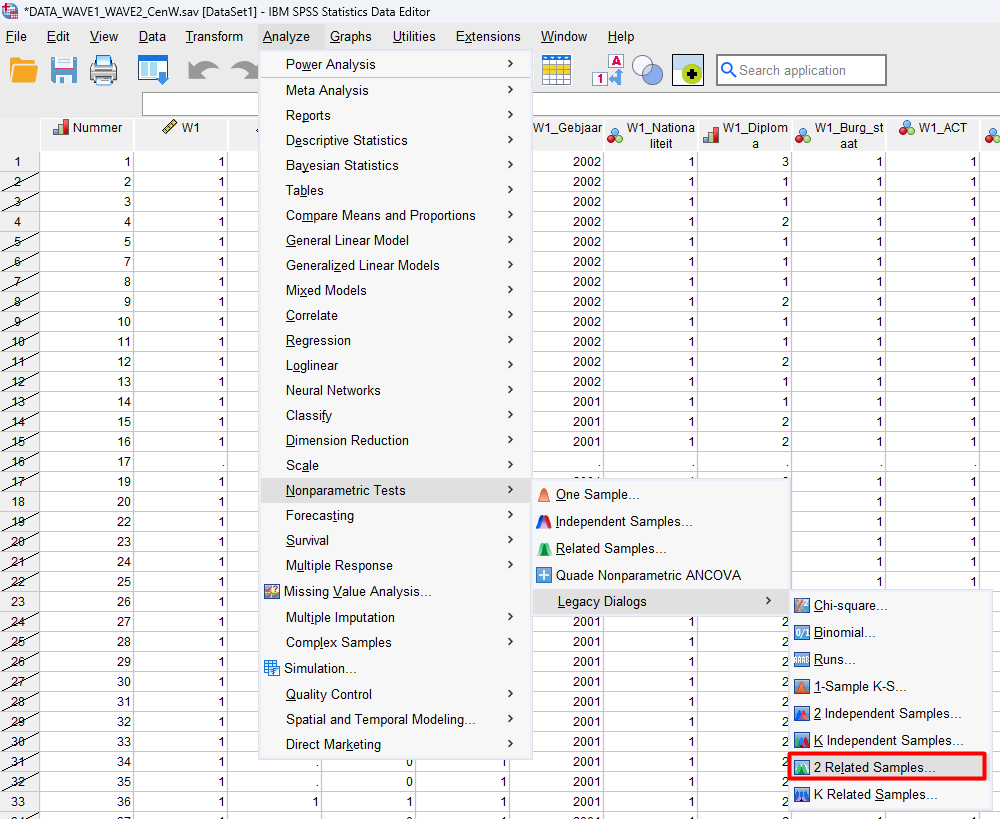 *DATA_WAVE1_WAVE2_CenW.sav [DataSet1] - IBM SPSS Statistics Data Editor
File Edit View Data Transform Analyze Graphs Utilities Extensions Window Help
1 A
Search application
Nummer W1 W1_Gebjaar W1_Nationa W1_Diplom W1_Burg_st W1_ACT
liteit a aat
1 1 1 2002 1 3 1 1
2 2 1 2002 1 1 1 1
3 3 1 2002 1 1 1 1
4 4 1 2002 1 2 1 1
5 5 1 2002 1 1 1 1
6 7 1 2002 1 1 1 1
7 8 1 2002 1 1 1 1
8 9 1 2002 1 2 1 1
9 10 1 2002 1 1 1 1
10 11 1 2002 1 1 1 1
11 12 1 2002 1 2 1 1
12 13 1 2002 1 1 1 1
13 14 1 2001 1 1 1 1
14 15 1 2001 1 2 1 1
15 16 1 2001 1 2 1 1
16 17 . . . . . .
17 19 1 1 1
18 20 1 1 1
19 22 1 1 1
20 23 1 1 1
21 24 1 1 1
22 25 1 1 1
23 26 1
24 27 1 2001 1 2
25 28 1 2001 1 2
26 29 1 2001 1 2
27 30 1 2001 1 2
28 31 1 2001 1 2
29 32 1 2001 1 2
30 33 1 2001 1 2
31 34 . 0 1 2001 1 2
32 35 . 0 1 2001 1 2
33 36 1 1 1 2001 1 2
Power Analysis
Meta Analysis
Reports
Descriptive Statistics
Bayesian Statistics
Tables
Compare Means and Proportions
General Linear Model
Generalized Linear Models
Mixed Models
Correlate
Regression
Loglinear
Neural Networks
Classify
Dimension Reduction
Scale
Nonparametric Tests
Forecasting
Survival
Multiple Response
Missing Value Analysis...
Multiple Imputation
Complex Samples
Simulation...
Quality Control
Spatial and Temporal Modeling...
Direct Marketing
One Sample...
Independent Samples...
Related Samples...
Quade Nonparametric ANCOVA
Legacy Dialogs
Chi-square...
0/1 Binomial...
AAAB Runs...
1-Sample K-S...
2 Independent Samples...
K Independent Samples...
2 Related Samples...
K Related Samples...